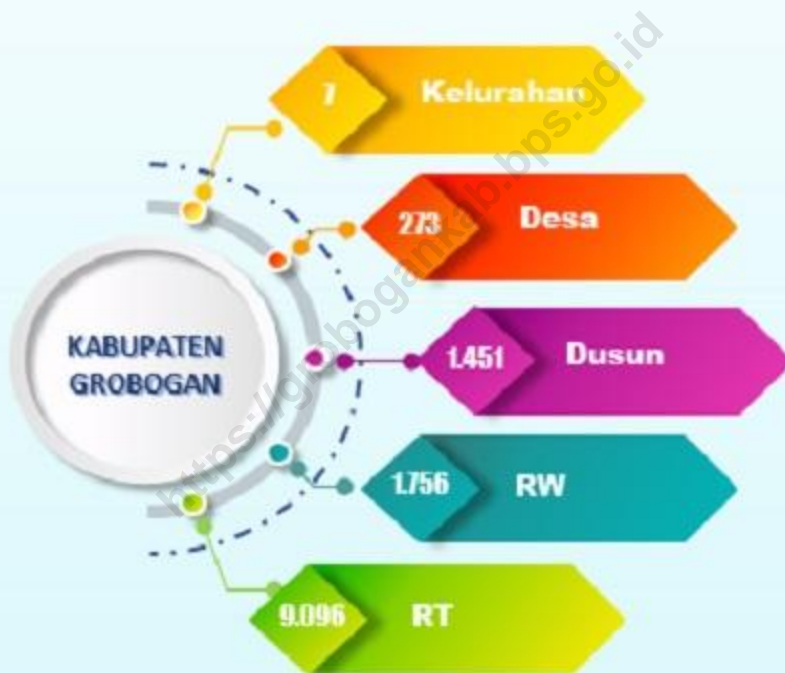 7 Kelurahan
273 Desa
KABUPATEN
GROBOGAN
1.451 Dusun
1.756 RW
9.096 RT
https://grobogankab.bps.go.id